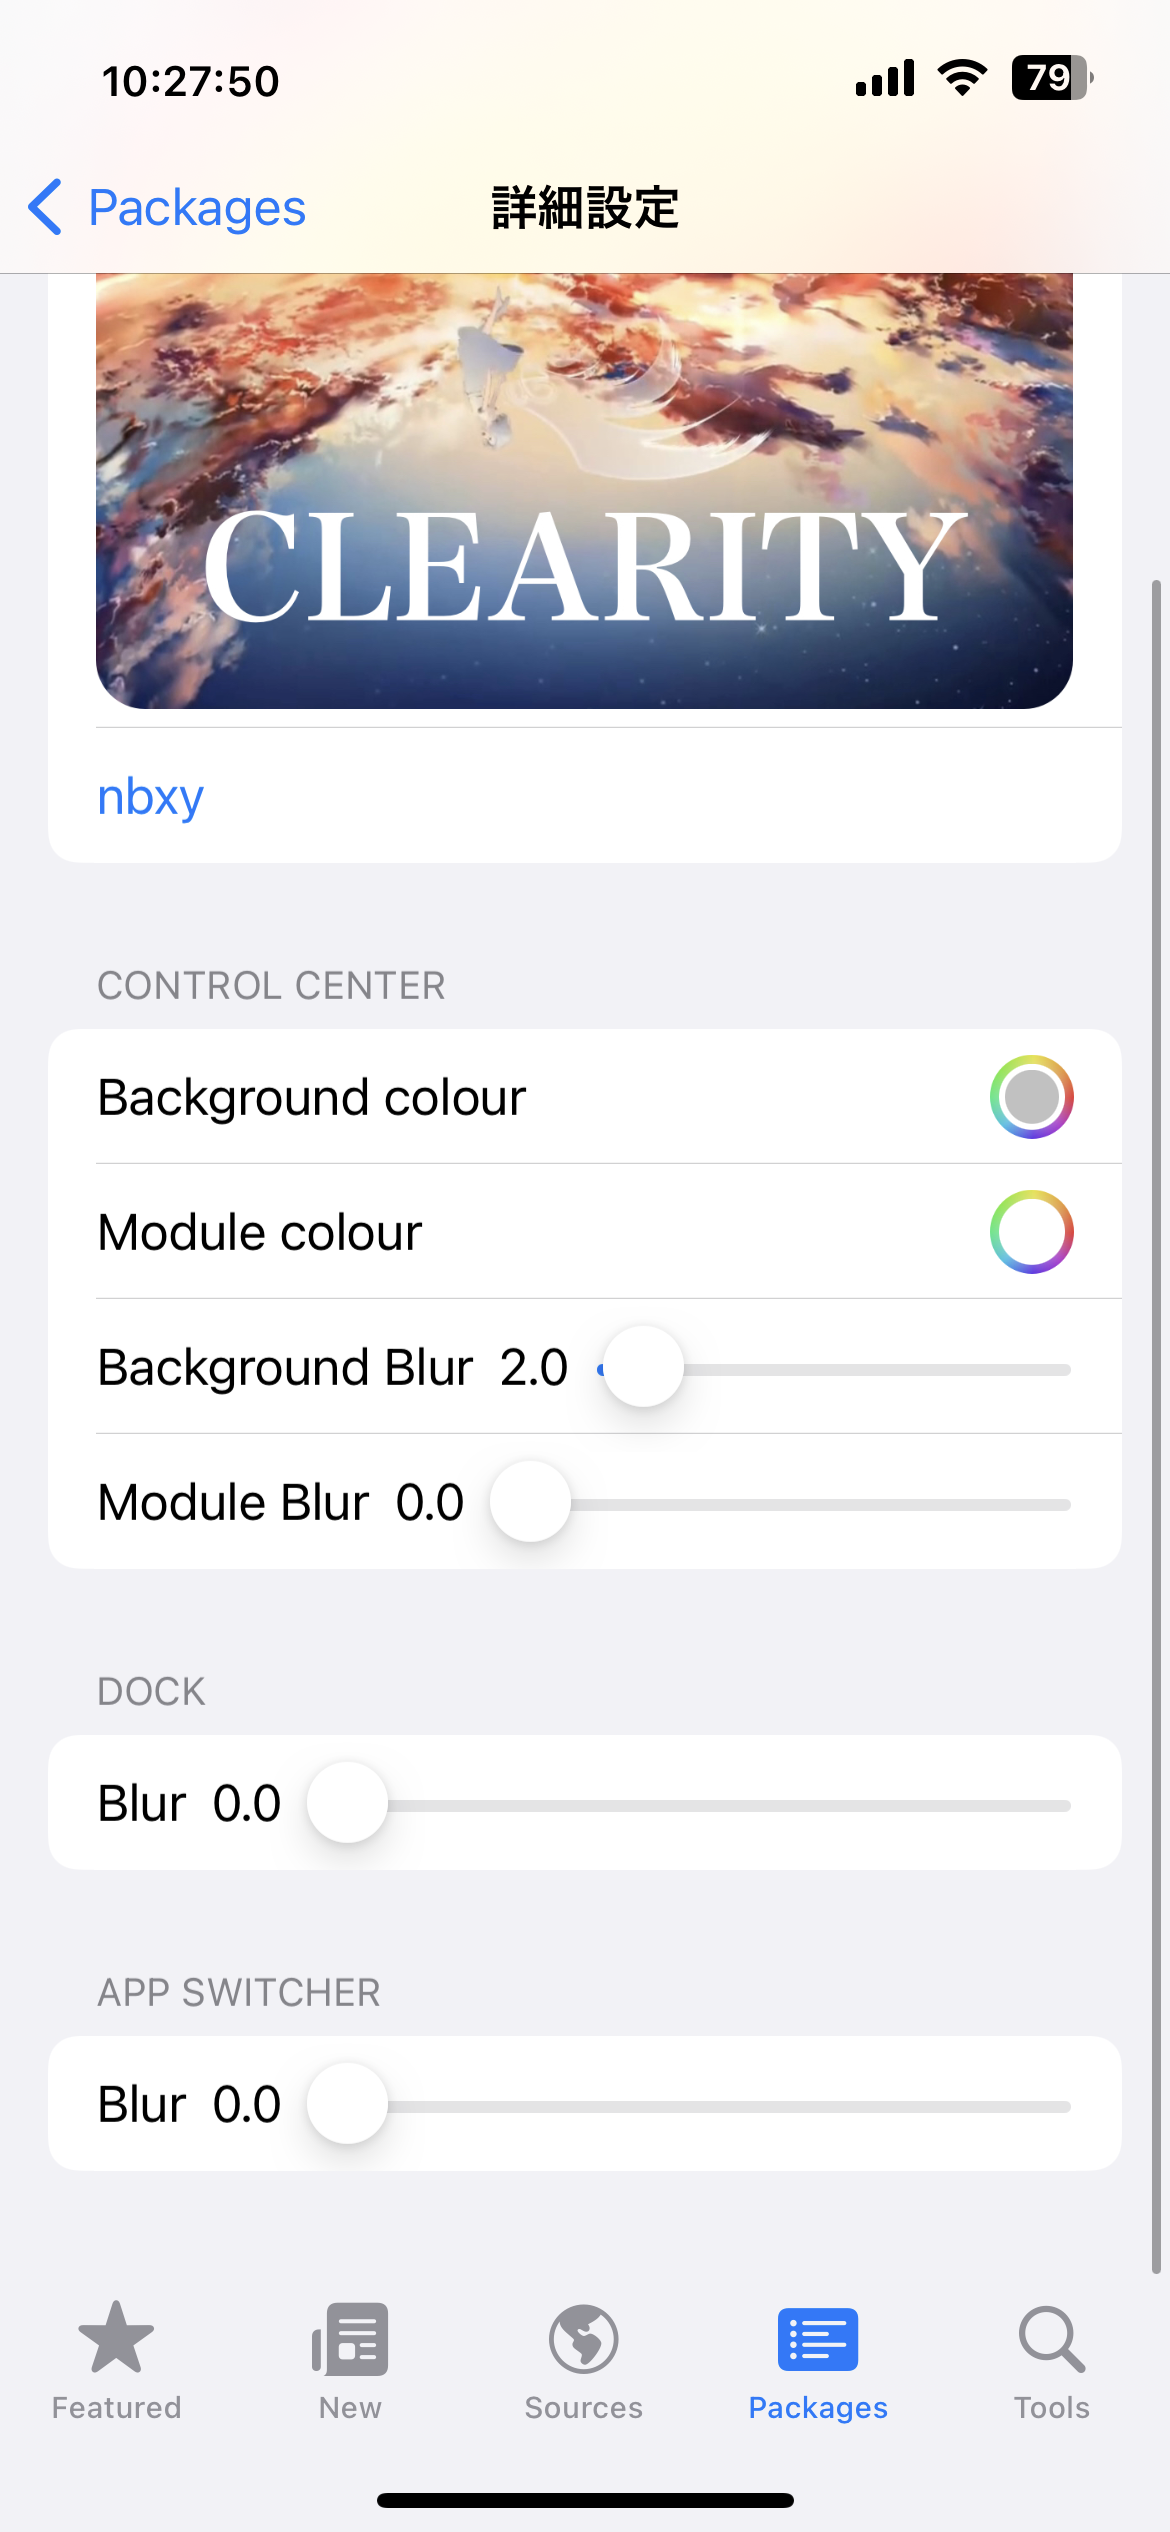 10:27:50
79
Packages
詳細設定
CLEARITY
nbxy
CONTROL CENTER
Background colour
Module colour
Background Blur 2.0
Module Blur 0.0
DOCK
Blur 0.0
APP SWITCHER
Blur 0.0
Featured
New
Sources
Packages
Tools